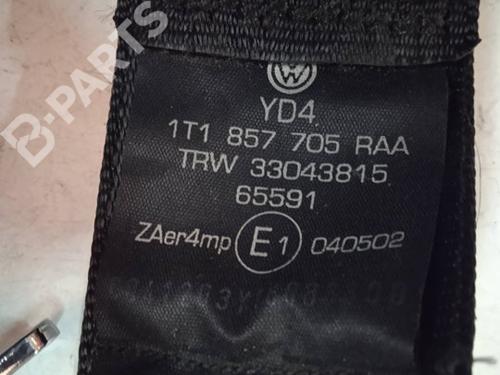 B-PARTS
YD4
1T1 857 705 RAA
TRW 33043815
65591
ZAer4mp E1 040502